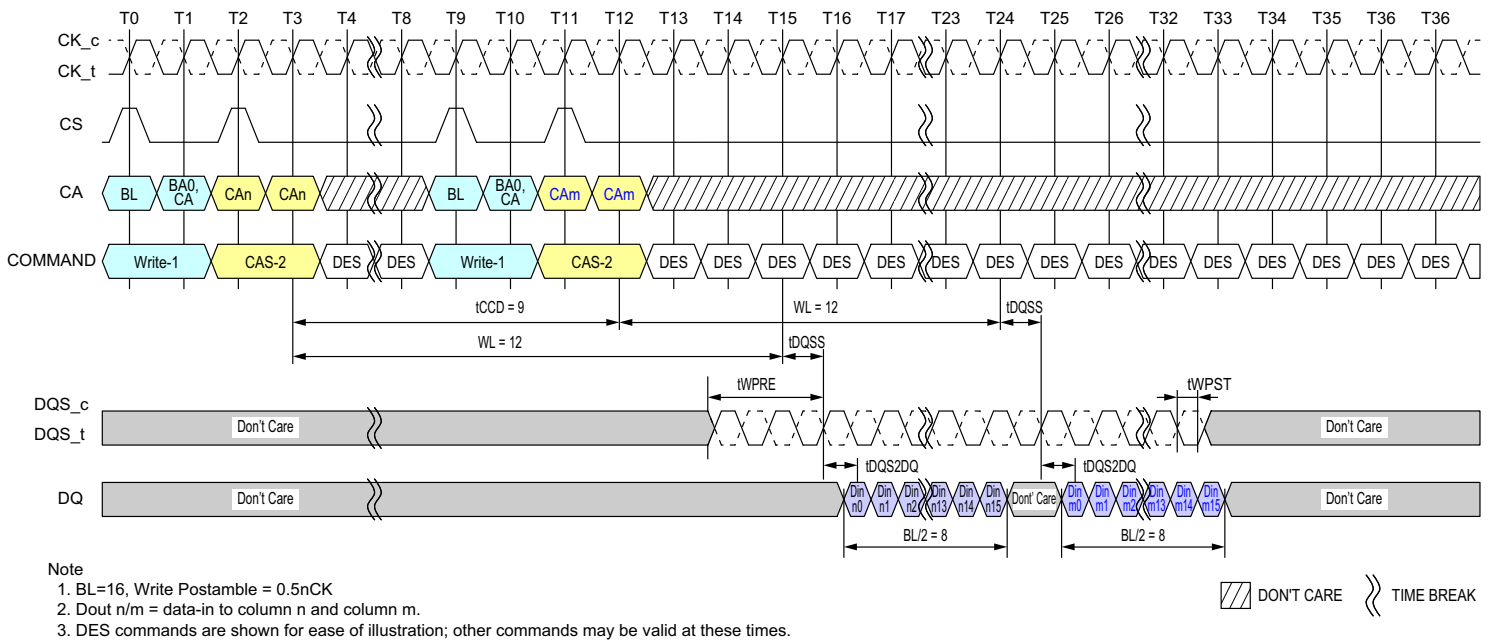 T0 T1 T2 T3 T4 T8 T9 T10 T11 T12 T13 T14 T15 T16 T17 T23 T24 T25 T26 T32 T33 T34 T35 T36 T36
CK_c
CK_t
CS
CA BL BA0, CA CAn CAn BL BA0, CA CAm CAm
COMMAND Write-1 CAS-2 DES DES Write-1 CAS-2 DES DES DES DES DES DES DES DES DES DES DES DES DES DES DES
tCCD = 9 WL = 12 tDQSS
WL = 12 tDQSS
tWPRE tWPST
DQS_c
DQS_t Don't Care Don't Care
tDQS2DQ tDQS2DQ
DQ Don't Care Din n0 Din n1 Din n2 Din n13 Din n14 Din n15 Dont' Care Din m0 Din m1 Din m2 Din m13 Din m14 Din m15 Don't Care
BL/2 = 8 BL/2 = 8
Note
1. BL=16, Write Postamble = 0.5nCK
2. Dout n/m = data-in to column n and column m.
3. DES commands are shown for ease of illustration; other commands may be valid at these times.
DON'T CARE TIME BREAK